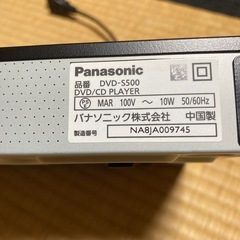 Panasonic
品番 DVD-S500
DVD/CD PLAYER
MAR 100V ～ 10W 50/60Hz
パナソニック株式会社 中国製
製造番号 NA8JA009745